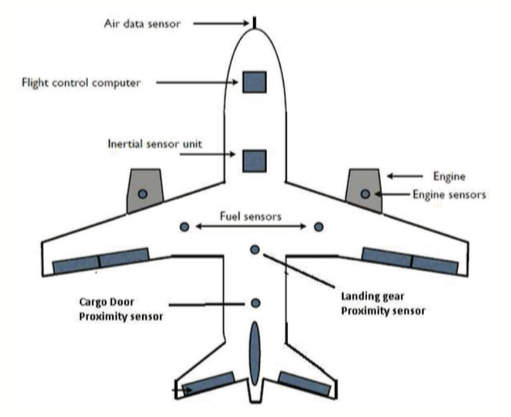 Air data sensor
Flight control computer
Inertial sensor unit
Engine
Engine sensors
Fuel sensors
Cargo Door
Proximity sensor
Landing gear
Proximity sensor